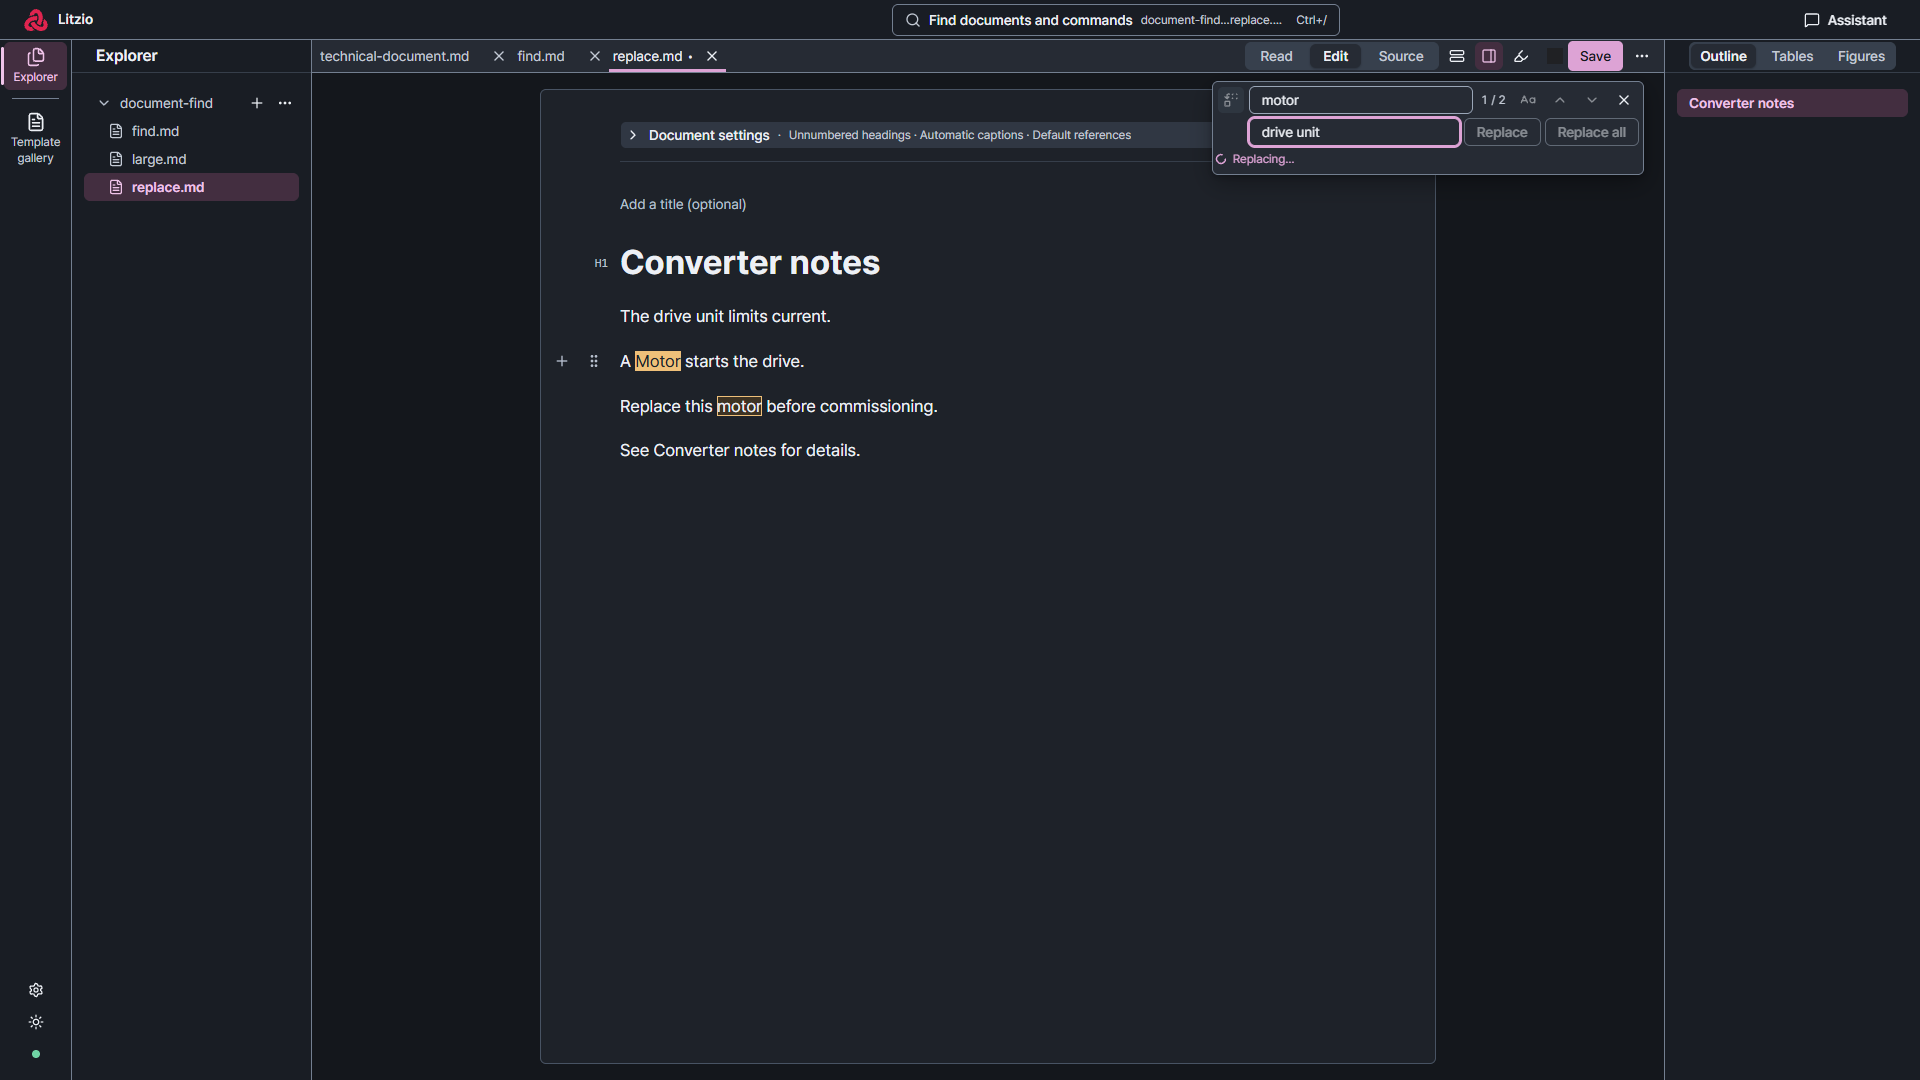 Litzio
Find documents and commands document-find...replace.... Ctrl+/
Assistant
Explorer
Template gallery
Explorer
document-find
find.md
large.md
replace.md
technical-document.md
find.md
replace.md •
Read
Edit
Source
Save
motor
1 / 2
Aa
drive unit
Replace
Replace all
Replacing...
Document settings · Unnumbered headings · Automatic captions · Default references
Add a title (optional)
H1 Converter notes
The drive unit limits current.
A Motor starts the drive.
Replace this motor before commissioning.
See Converter notes for details.
Outline
Tables
Figures
Converter notes